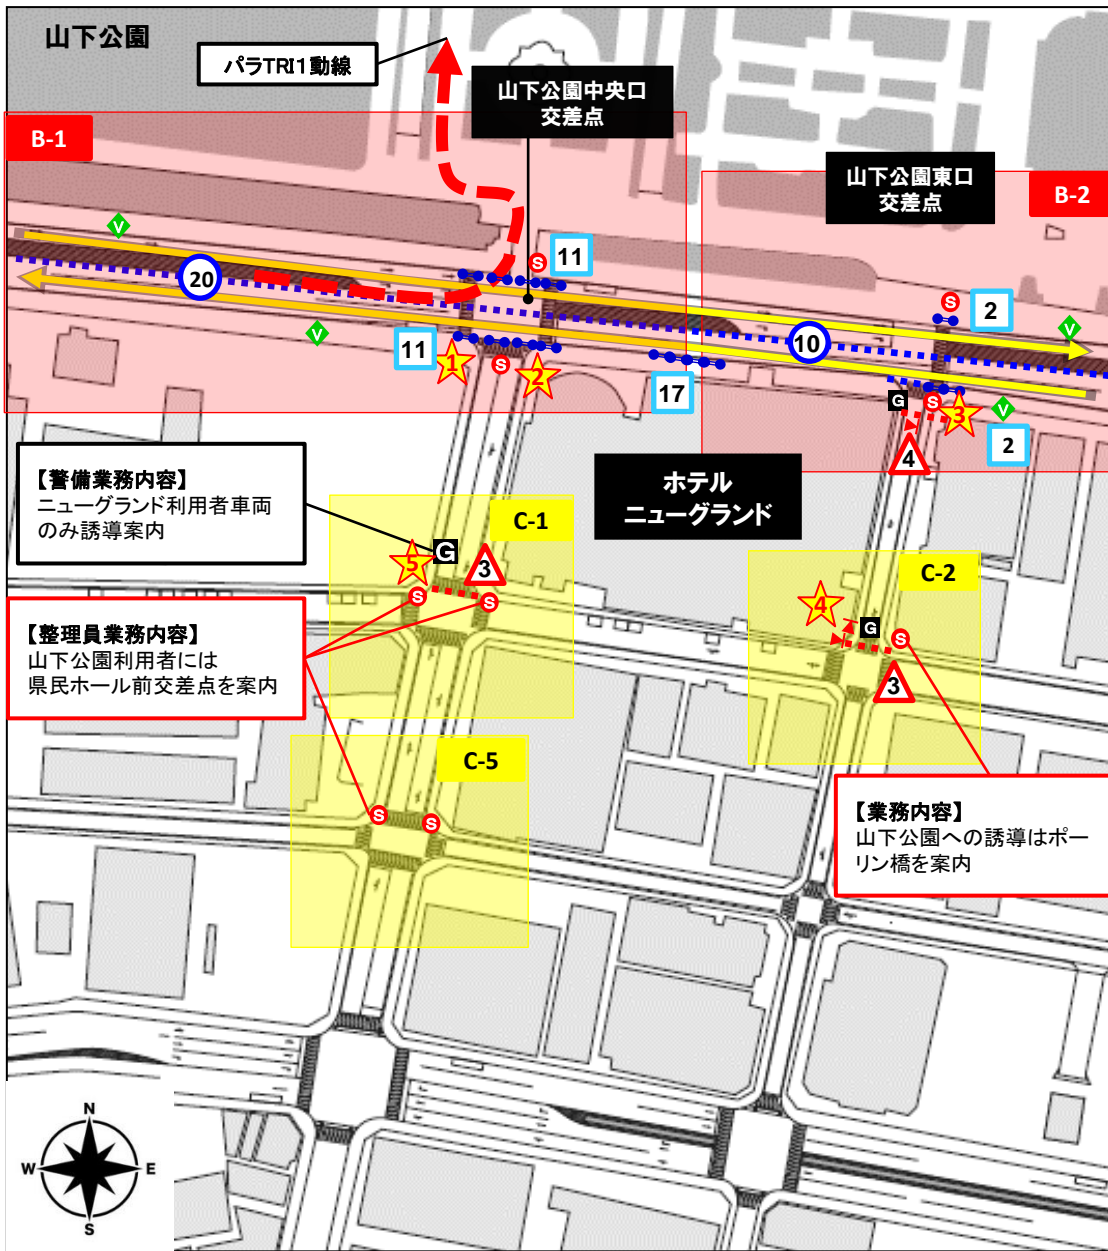 山下公園
パラTRI1動線
山下公園中央口
交差点
B-1
山下公園東口
交差点
B-2
V
S
11
S
2
20
V
10
V
11
1
S
2
17
G
S
3
V
2
4
【警備業務内容】
ニューグランド利用者車両
のみ誘導案内
ホテル
ニューグランド
C-1
G
5
3
S
S
C-2
4
G
S
3
【整理員業務内容】
山下公園利用者には
県民ホール前交差点を案内
C-5
S
S
【業務内容】
山下公園への誘導はポー
リン橋を案内
N
W
E
S